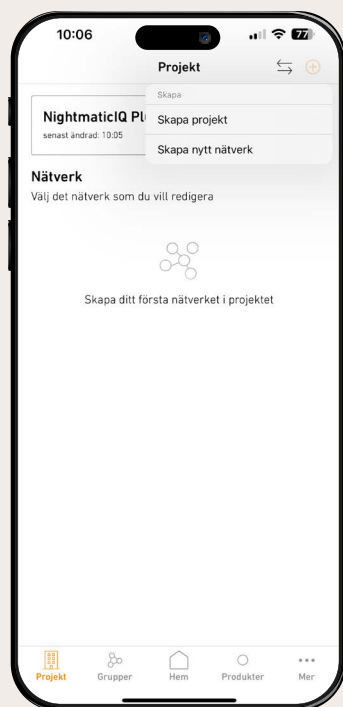 10:06
77
Projekt
Skapa
NightmaticIQ
Skapa projekt
senast ändrad: 10:05
Skapa nytt nätverk
Nätverk
Välj det nätverk som du vill redigera
Skapa ditt första nätverket i projektet
Projekt
Grupper
Hem
Produkter
Mer